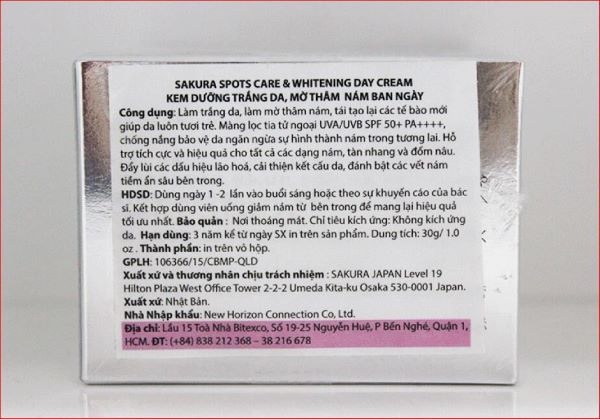 SAKURA SPOTS CARE & WHITENING DAY CREAM
KEM DƯỠNG TRẮNG DA, MỜ THÂM NÁM BAN NGÀY
Công dụng: Làm trắng da, làm mờ thâm nám, tái tạo lại các tế bào mới
giúp da luôn tươi trẻ. Màng lọc tia tử ngoại UVA/UVB SPF 50+ PA++++,
chống nắng bảo vệ da ngăn ngừa sự hình thành nám trong tương lai. Hỗ
trợ tích cực và hiệu quả cho tất cả các dạng nám, tàn nhang và đốm nâu.
Đẩy lùi các dấu hiệu lão hoá, cải thiện kết cấu da, đánh bật các vết nám
tiềm ẩn sâu bên trong.
HDSD: Dùng ngày 1 -2 lần vào buổi sáng hoặc theo sự khuyến cáo của bác
sĩ. Kết hợp dùng viên uống giảm nám từ bên trong để mang lại hiệu quả
tối ưu nhất. Bảo quản : Nơi thoáng mát. Chỉ tiêu kích ứng: Không kích ứng
da. Hạn dùng: 3 năm kể từ ngày SX in trên sản phẩm. Dung tích: 30g/ 1.0
oz . Thành phần: in trên vỏ hộp.
GPLH: 106366/15/CBMP-QLD
Xuất xứ và thương nhân chịu trách nhiệm : SAKURA JAPAN Level 19
Hilton Plaza West Office Tower 2-2-2 Umeda Kita-ku Osaka 530-0001 Japan.
Xuất xứ: Nhật Bản.
Nhà Nhập khẩu: New Horizon Connection Co, Ltd.
Địa chỉ: Lầu 15 Toà Nhà Bitexco, Số 19-25 Nguyễn Huệ, P Bến Nghé, Quận 1,
HCM. ĐT: (+84) 838 212 368 – 38 216 678